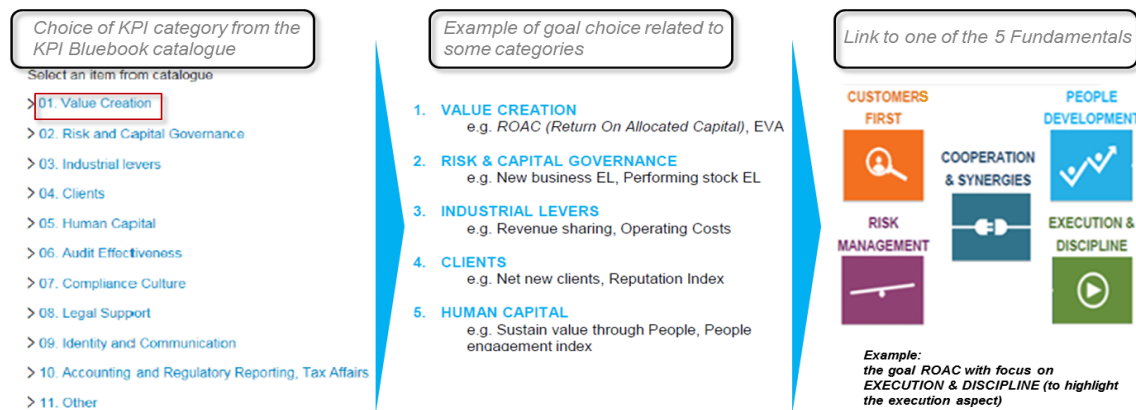 Choice of KPI category from the
KPI Bluebook catalogue
Select an item from catalogue
> 01. Value Creation
> 02. Risk and Capital Governance
> 03. Industrial levers
> 04. Clients
> 05. Human Capital
> 06. Audit Effectiveness
> 07. Compliance Culture
> 08. Legal Support
> 09. Identity and Communication
> 10. Accounting and Regulatory Reporting, Tax Affairs
> 11. Other
Example of goal choice related to
some categories
1. VALUE CREATION
e.g. ROAC (Return On Allocated Capital), EVA
2. RISK & CAPITAL GOVERNANCE
e.g. New business EL, Performing stock EL
3. INDUSTRIAL LEVERS
e.g. Revenue sharing, Operating Costs
4. CLIENTS
e.g. Net new clients, Reputation Index
5. HUMAN CAPITAL
e.g. Sustain value through People, People
engagement index
Link to one of the 5 Fundamentals
CUSTOMERS
FIRST
PEOPLE
DEVELOPMENT
COOPERATION
& SYNERGIES
RISK
MANAGEMENT
EXECUTION &
DISCIPLINE
Example:
the goal ROAC with focus on
EXECUTION & DISCIPLINE (to highlight
the execution aspect)